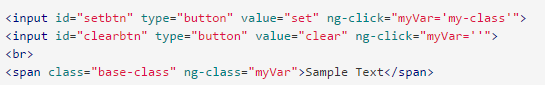 <input id="setbtn" type="button" value="set" ng-click="myVar='my-class'">
<input id="clearbtn" type="button" value="clear" ng-click="myVar=''">
<br>
<span class="base-class" ng-class="myVar">Sample Text</span>